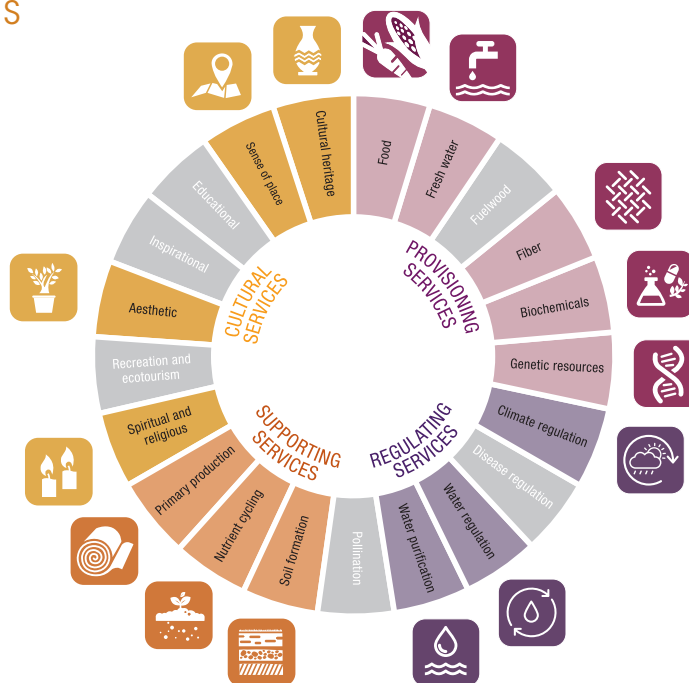 S
Cultural heritage
Food
Fresh water
Fuelwood
Fiber
Biochemicals
Genetic resources
Climate regulation
Disease regulation
Water regulation
Water purification
Pollination
Soil formation
Nutrient cycling
Primary production
Spiritual and
religious
Recreation and
ecotourism
Aesthetic
Inspirational
Educational
Sense of place
CULTURAL
SERVICES
PROVISIONING
SERVICES
SUPPORTING
SERVICES
REGULATING
SERVICES